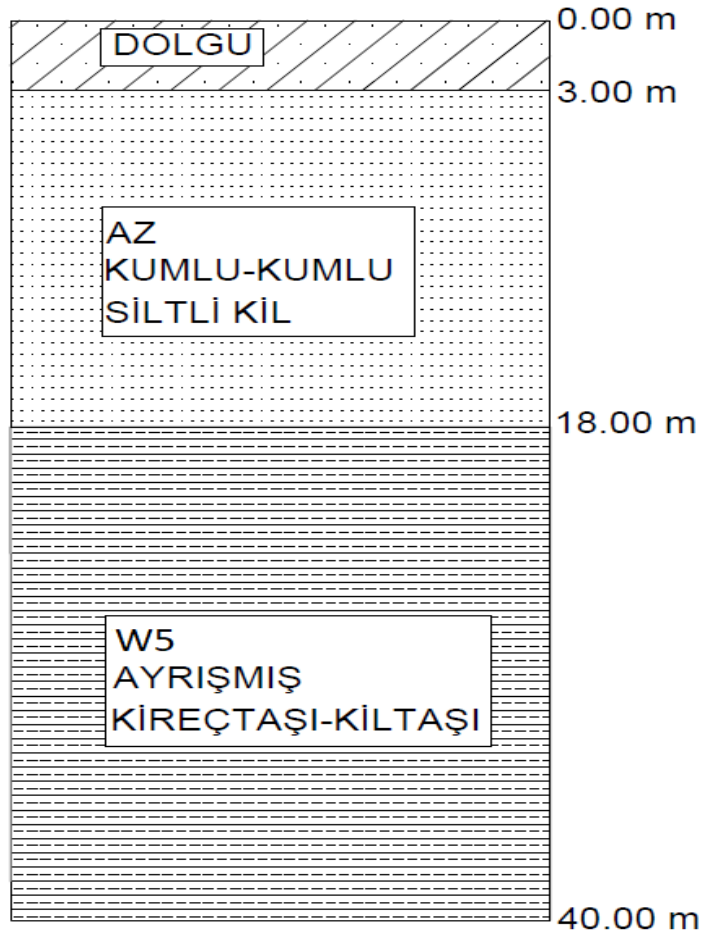 DOLGU
0.00 m
3.00 m
AZ
KUMLU-KUMLU
SİLTLİ KİL
18.00 m
W5
AYRIŞMIŞ
KİREÇTAŞI-KİLTAŞI
40.00 m